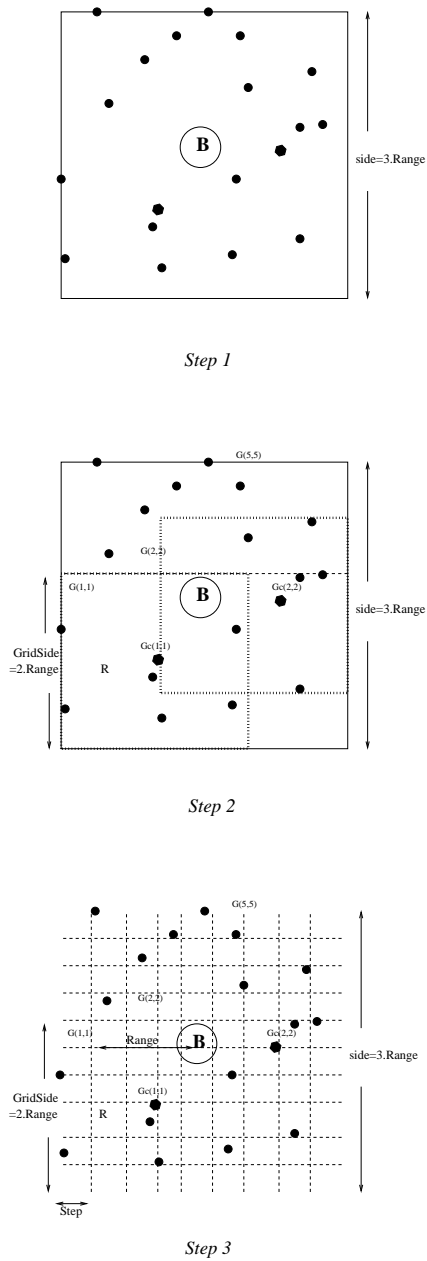 B
side=3.Range
Step 1
G(5,5)
G(2,2)
G(1,1)
B
Gc(2,2)
side=3.Range
Gc(1,1)
GridSide
=2.Range
R
Step 2
G(5,5)
G(2,2)
G(1,1)
Range
B
Gc(2,2)
side=3.Range
Gc(1,1)
GridSide
=2.Range
R
Step
Step 3